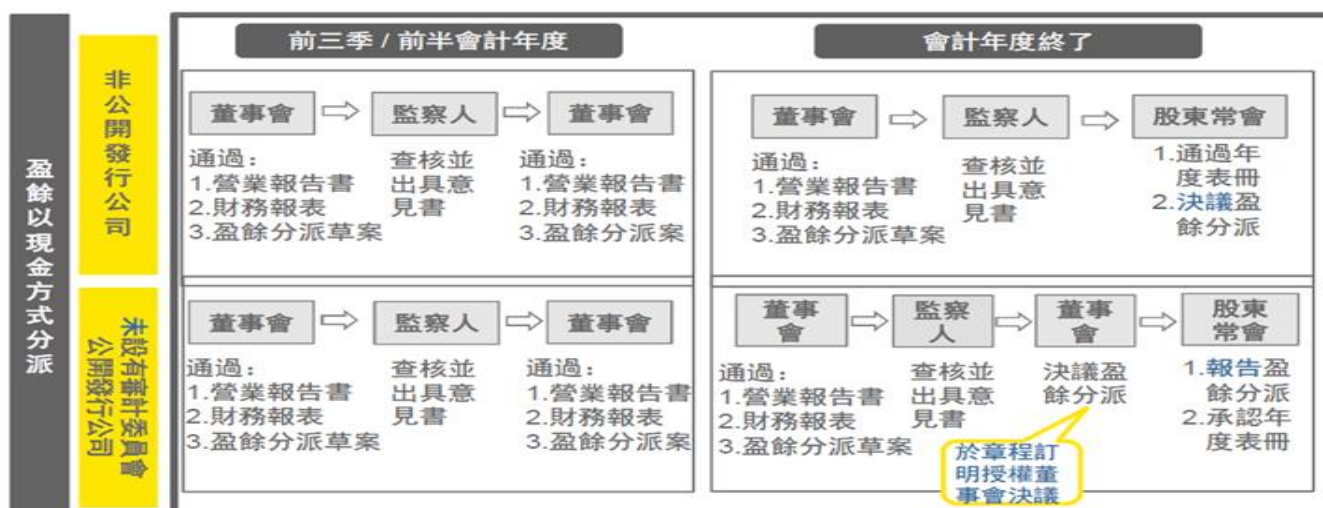 盈餘以現金方式分派
前三季 / 前半會計年度
會計年度終了
非公開發行公司
董事會
監察人
董事會
通過:
1.營業報告書
2.財務報表
3.盈餘分派草案
查核並
出具意
見書
通過:
1.營業報告書
2.財務報表
3.盈餘分派案
董事會
監察人
股東常會
通過:
1.營業報告書
2.財務報表
3.盈餘分派草案
查核並
出具意
見書
1.通過年
度表冊
2.決議盈
餘分派
未設有審計委員會
公開發行公司
董事會
監察人
董事會
通過:
1.營業報告書
2.財務報表
3.盈餘分派草案
查核並
出具意
見書
通過:
1.營業報告書
2.財務報表
3.盈餘分派案
董事
會
監察
人
董事
會
股東
常會
通過:
1.營業報告書
2.財務報表
3.盈餘分派草案
查核並
出具意
見書
決議盈
餘分派
1.報告盈
餘分派
2.承認年
度表冊
於章程訂
明授權董
事會決議